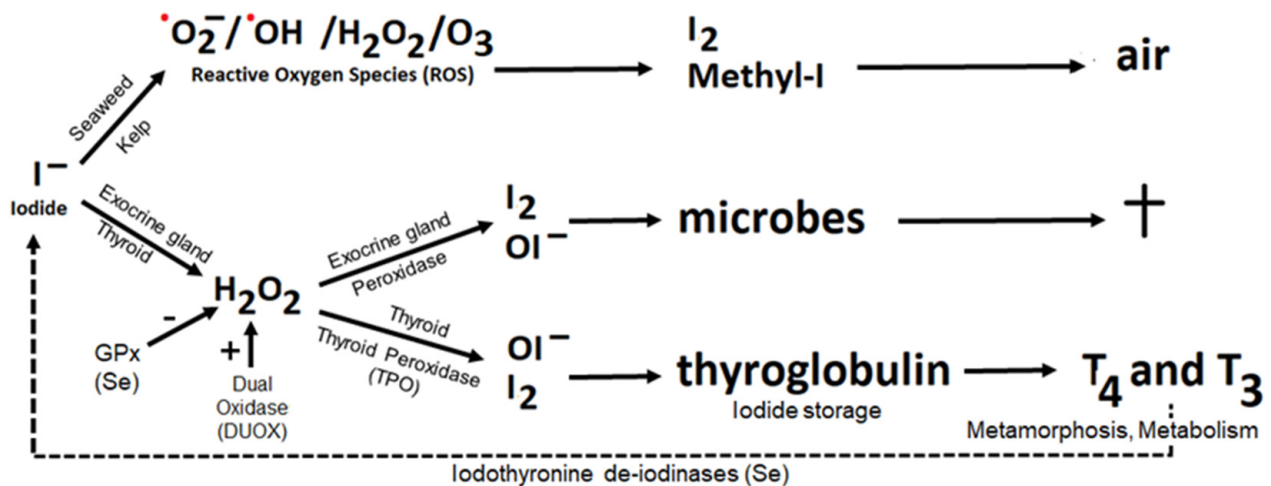 •O2−/•OH /H2O2/O3
Reactive Oxygen Species (ROS)
I2
Methyl-I
air
Seaweed
Kelp
I−
Iodide
Exocrine gland
Thyroid
H2O2
Exocrine gland
Peroxidase
I2
OI−
microbes
†
GPx
(Se)
-
+
Dual
Oxidase
(DUOX)
Thyroid
Thyroid Peroxidase
(TPO)
OI−
I2
thyroglobulin
Iodide storage
T4 and T3
Metamorphosis, Metabolism
Iodothyronine de-iodinases (Se)